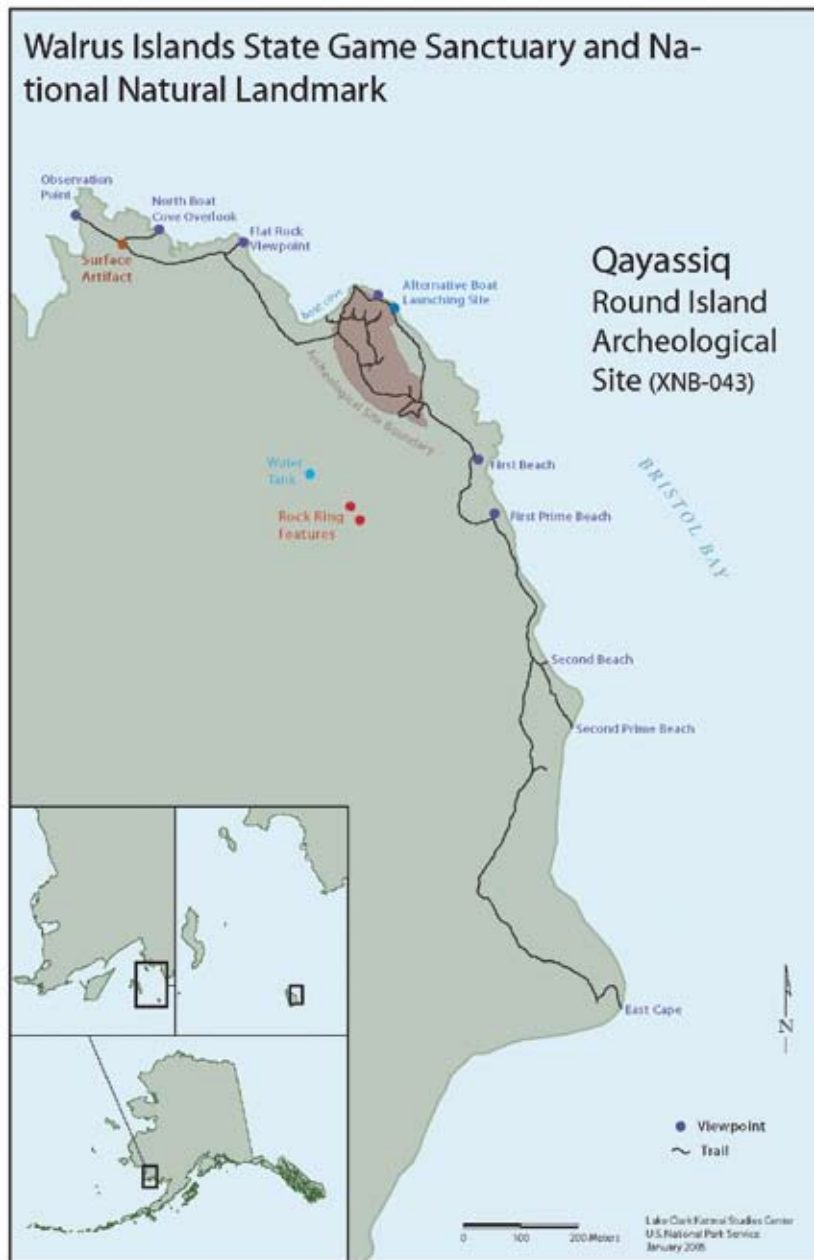 Walrus Islands State Game Sanctuary and Na-
tional Natural Landmark
Observation
Point
North Boat
Cove Overlook
Flat Rock
Viewpoint
Surface
Artifact
boat cove
Alternative Boat
Launching Site
Qayassiq
Round Island
Archeological
Site (XNB-043)
Archeological Site Boundary
First Beach
Water
Tank
BRISTOL BAY
Rock Ring
Features
First Prime Beach
Second Beach
Second Prime Beach
East Cape
N
Viewpoint
Trail
0 100 200 Meters
Lake Clark Katmai Studies Center
U.S. National Park Service
January 2008